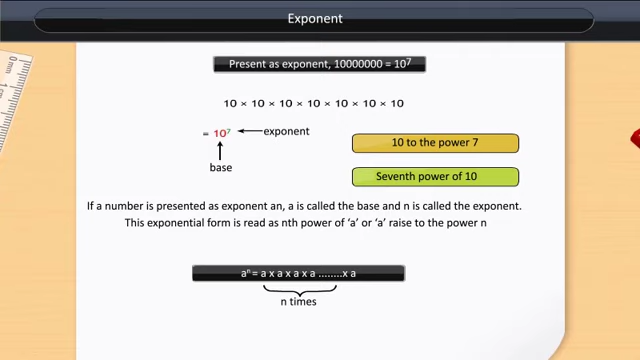 Exponent
Present as exponent, 10000000 = 10⁷
10 × 10 × 10 × 10 × 10 × 10 × 10
= 10⁷ exponent
base
10 to the power 7
Seventh power of 10
If a number is presented as exponent an, a is called the base and n is called the exponent.
This exponential form is read as nth power of ‘a’ or ‘a’ raise to the power n
aⁿ = a x a x a x a ........x a
n times
0mm
1cm